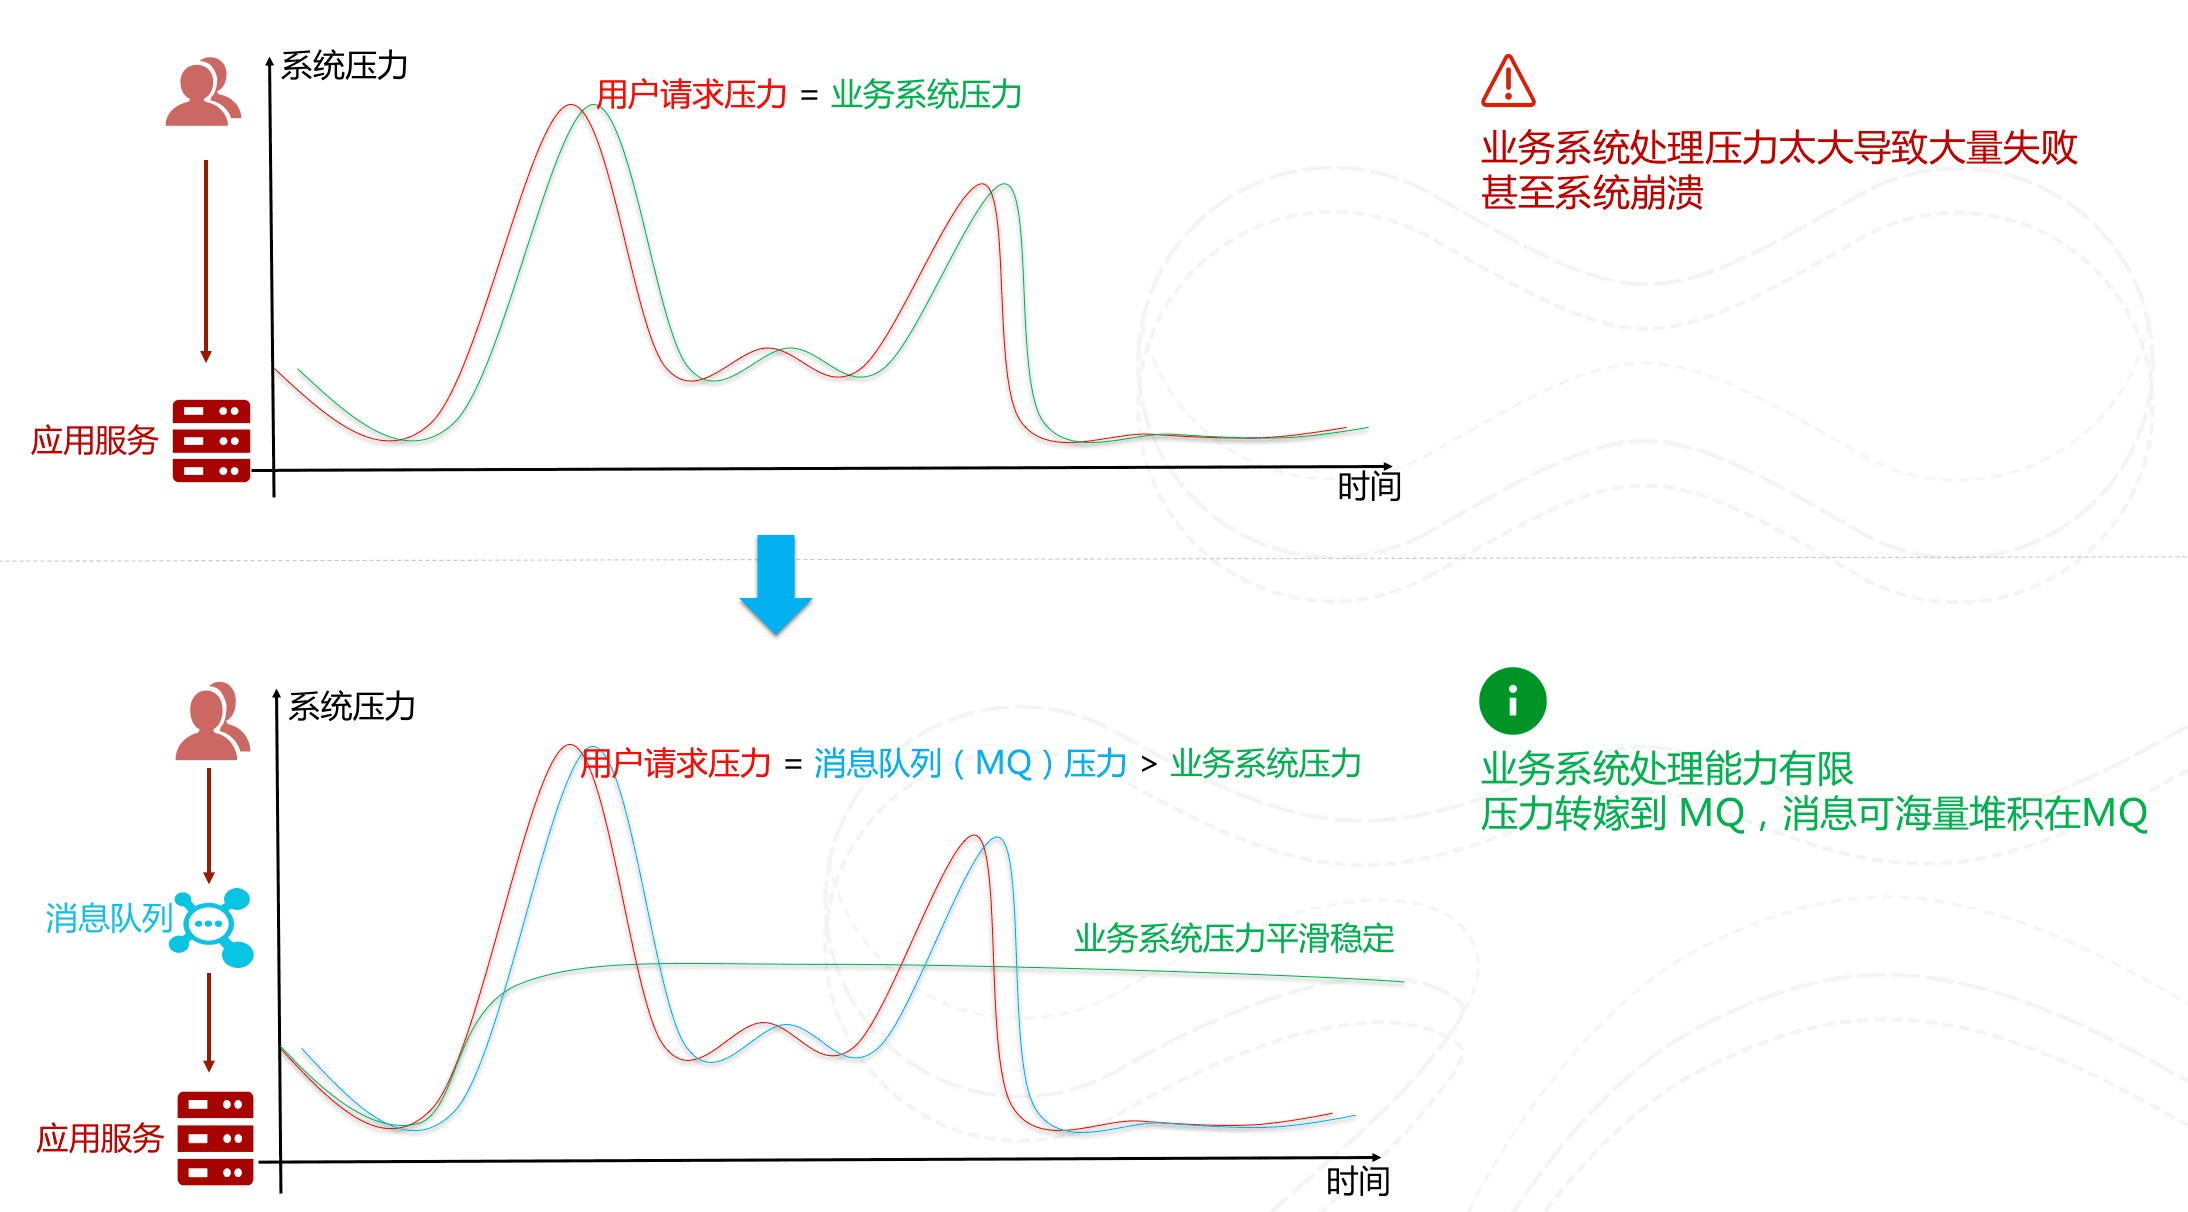 系统压力
用户请求压力 = 业务系统压力
业务系统处理压力太大导致大量失败
甚至系统崩溃
应用服务
时间
系统压力
用户请求压力 = 消息队列（MQ）压力 > 业务系统压力
业务系统处理能力有限
压力转嫁到 MQ，消息可海量堆积在MQ
消息队列
业务系统压力平滑稳定
应用服务
时间